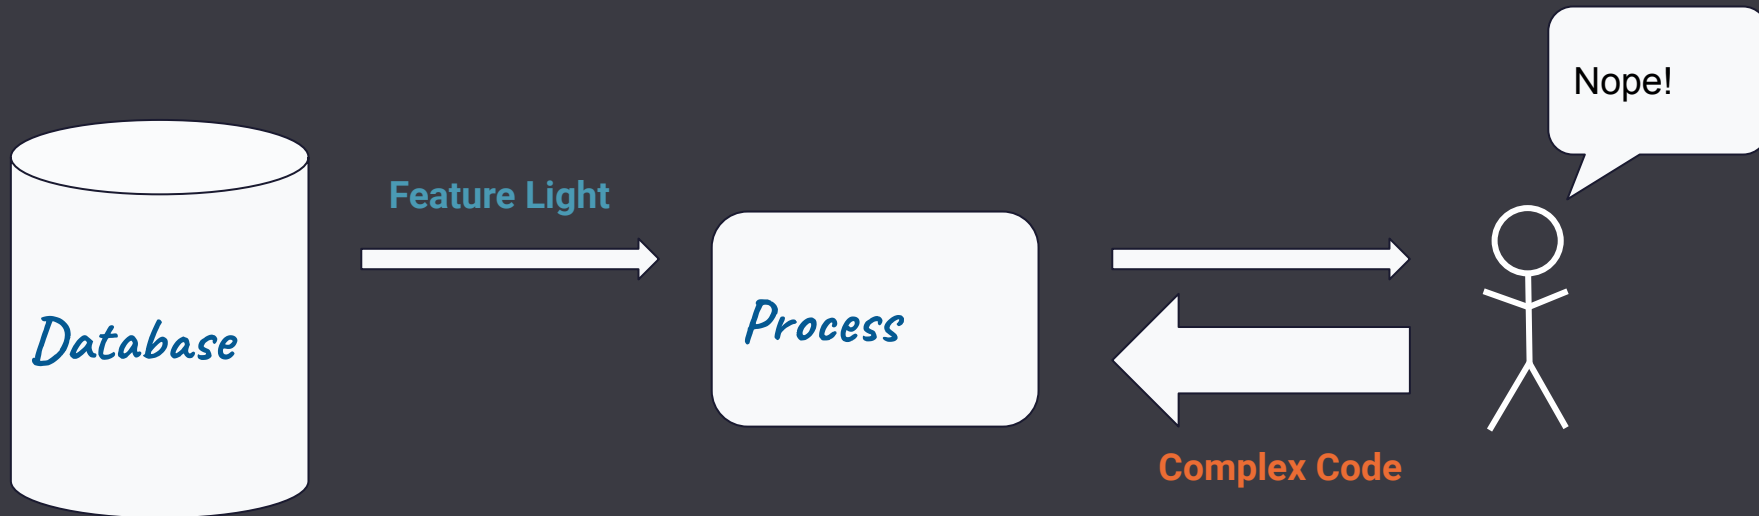 Nope!
Feature Light
Database
Process
Complex Code